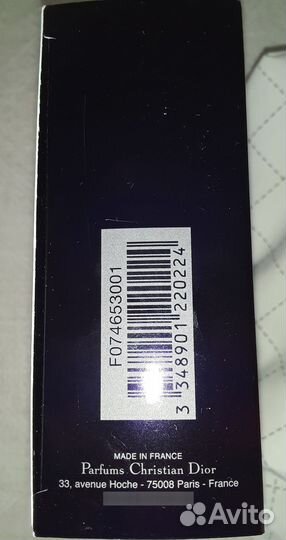 F074653001
3 348901 220224
MADE IN FRANCE
Parfums Christian Dior
33, avenue Hoche - 75008 Paris - France
Avito